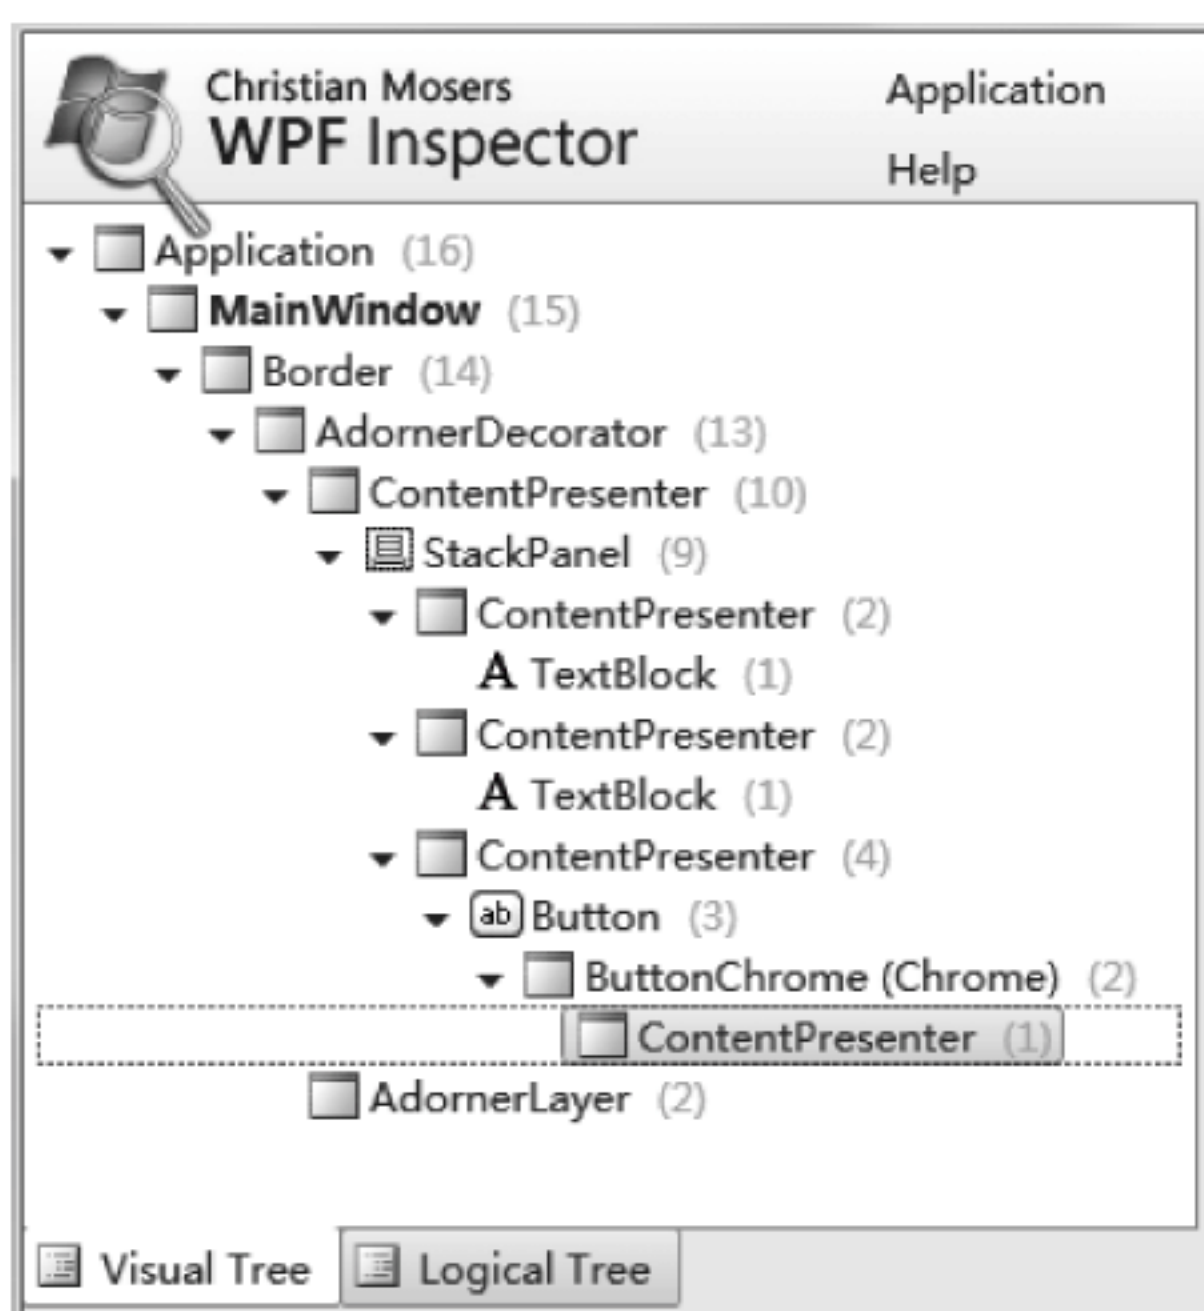 Christian Mosers
WPF Inspector
Application
Help
Application (16)
MainWindow (15)
Border (14)
AdornerDecorator (13)
ContentPresenter (10)
StackPanel (9)
ContentPresenter (2)
A TextBlock (1)
ContentPresenter (2)
A TextBlock (1)
ContentPresenter (4)
ab Button (3)
ButtonChrome (Chrome) (2)
ContentPresenter (1)
AdornerLayer (2)
Visual Tree
Logical Tree